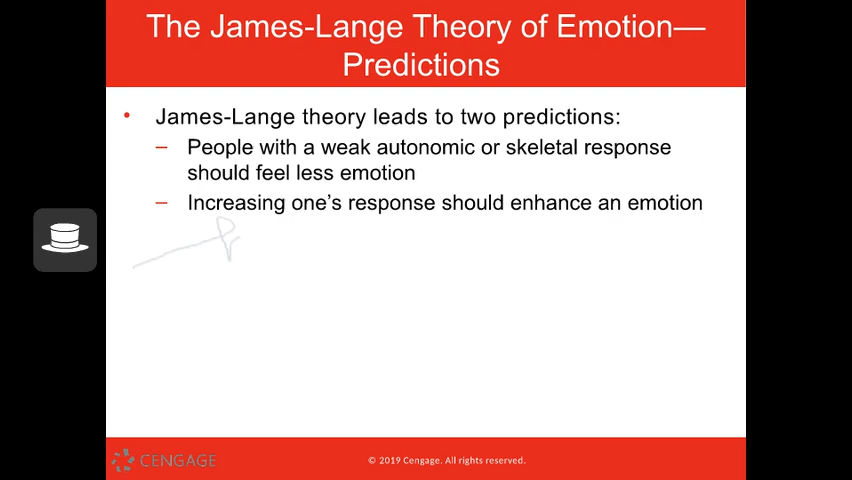 The James-Lange Theory of Emotion—
Predictions
• James-Lange theory leads to two predictions:
– People with a weak autonomic or skeletal response
should feel less emotion
– Increasing one's response should enhance an emotion
CENGAGE
© 2019 Cengage. All rights reserved.